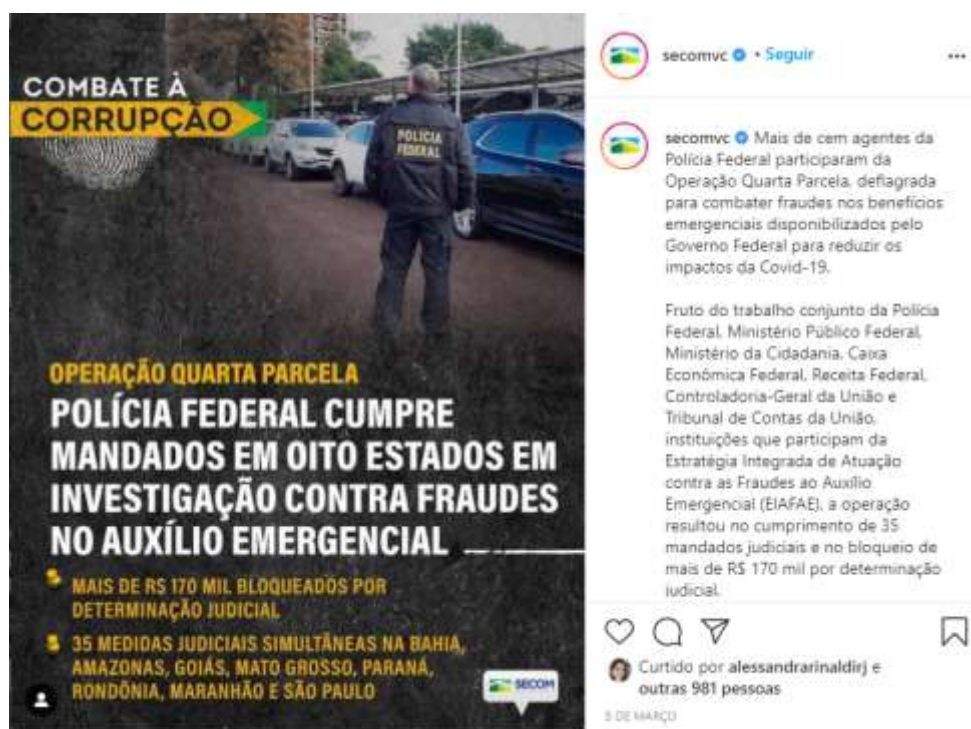 COMBATE À
CORRUPÇÃO
POLÍCIA
FEDERAL
OPERAÇÃO QUARTA PARCELA
POLÍCIA FEDERAL CUMPRE
MANDADOS EM OITO ESTADOS EM
INVESTIGAÇÃO CONTRA FRAUDES
NO AUXÍLIO EMERGENCIAL
MAIS DE R$ 170 MIL BLOQUEADOS POR
DETERMINAÇÃO JUDICIAL
35 MEDIDAS JUDICIAIS SIMULTÂNEAS NA BAHIA,
AMAZONAS, GOIÁS, MATO GROSSO, PARANÁ,
RONDÔNIA, MARANHÃO E SÃO PAULO
SECOM
secomvc • Seguir
secomvc Mais de cem agentes da
Polícia Federal participaram da
Operação Quarta Parcela, deflagrada
para combater fraudes nos benefícios
emergenciais disponibilizados pelo
Governo Federal para reduzir os
impactos da Covid-19.
Fruto do trabalho conjunto da Polícia
Federal, Ministério Público Federal,
Ministério da Cidadania, Caixa
Econômica Federal, Receita Federal,
Controladoria-Geral da União e
Tribunal de Contas da União,
instituições que participam da
Estratégia Integrada de Atuação
contra as Fraudes ao Auxílio
Emergencial (EIAFAE), a operação
resultou no cumprimento de 35
mandados judiciais e no bloqueio de
mais de R$ 170 mil por determinação
judicial.
Curtido por alessandrarinaldirj e
outras 981 pessoas
5 DE MARÇO